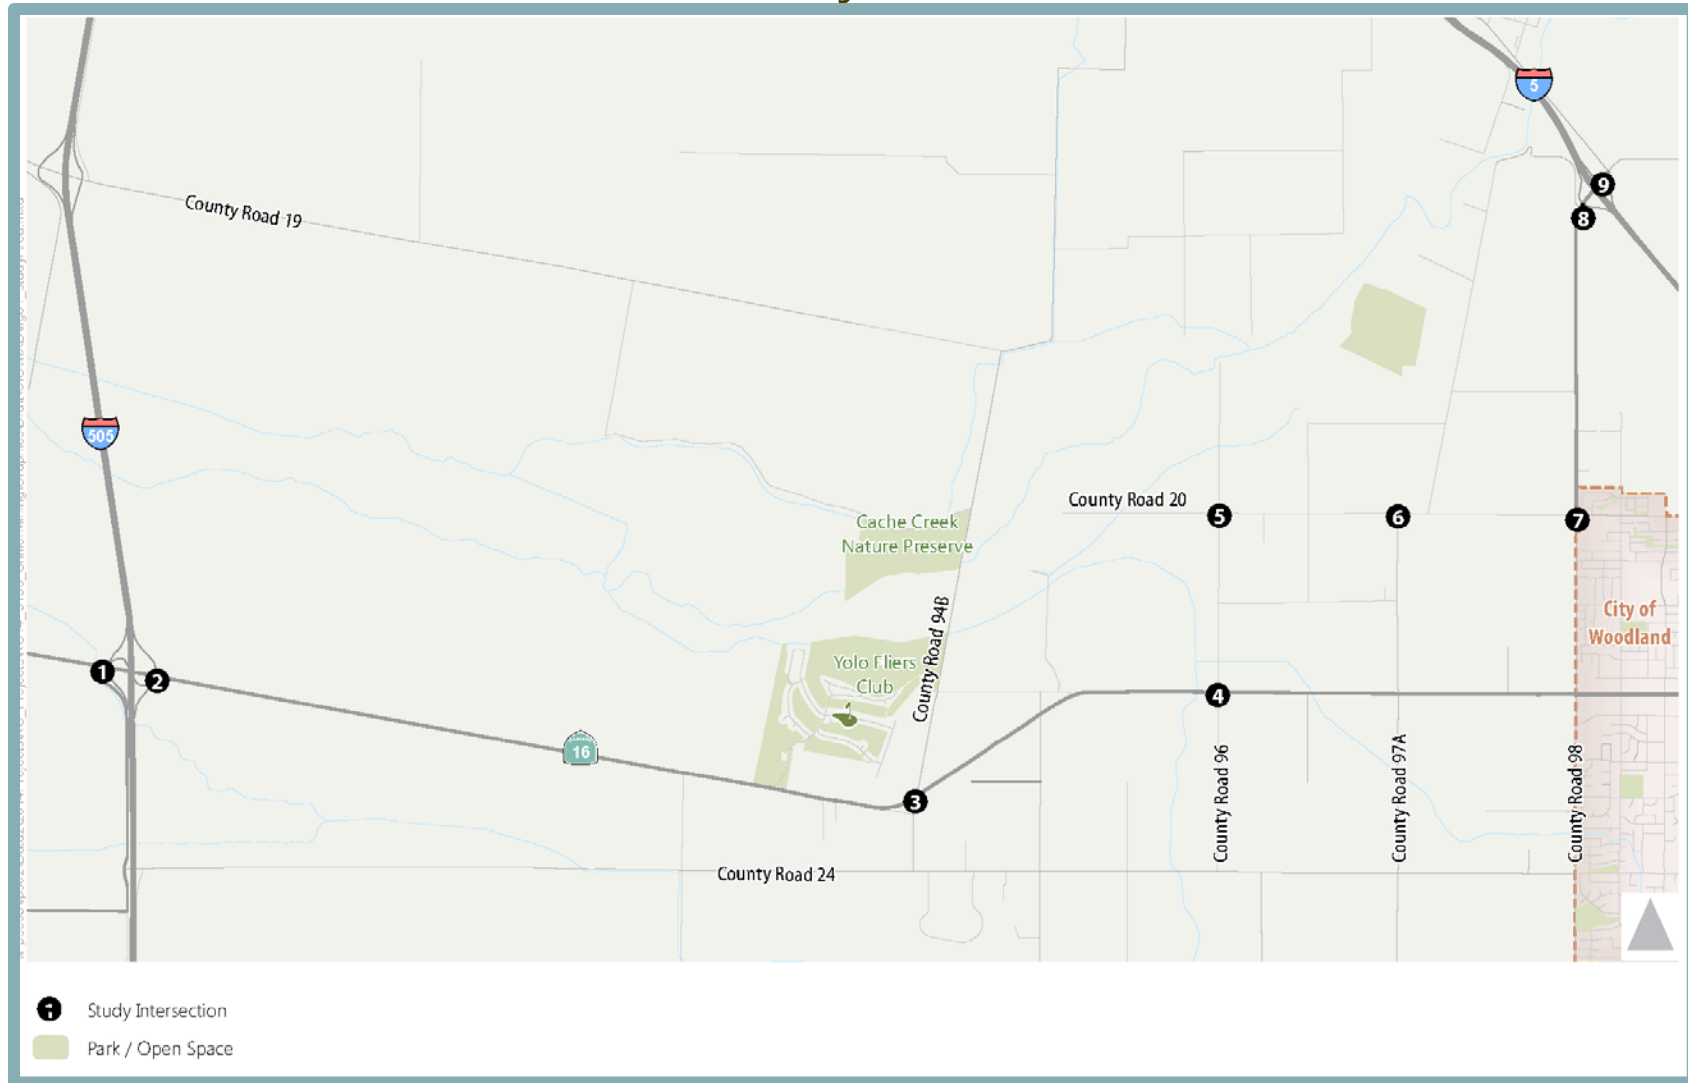 5
9
8
County Road 19
505
County Road 20
5
6
7
Cache Creek
Nature Preserve
County Road 94B
City of
Woodland
Yolo Fliers
Club
1
2
4
16
3
County Road 96
County Road 97A
County Road 98
County Road 24
1
Study Intersection
Park / Open Space